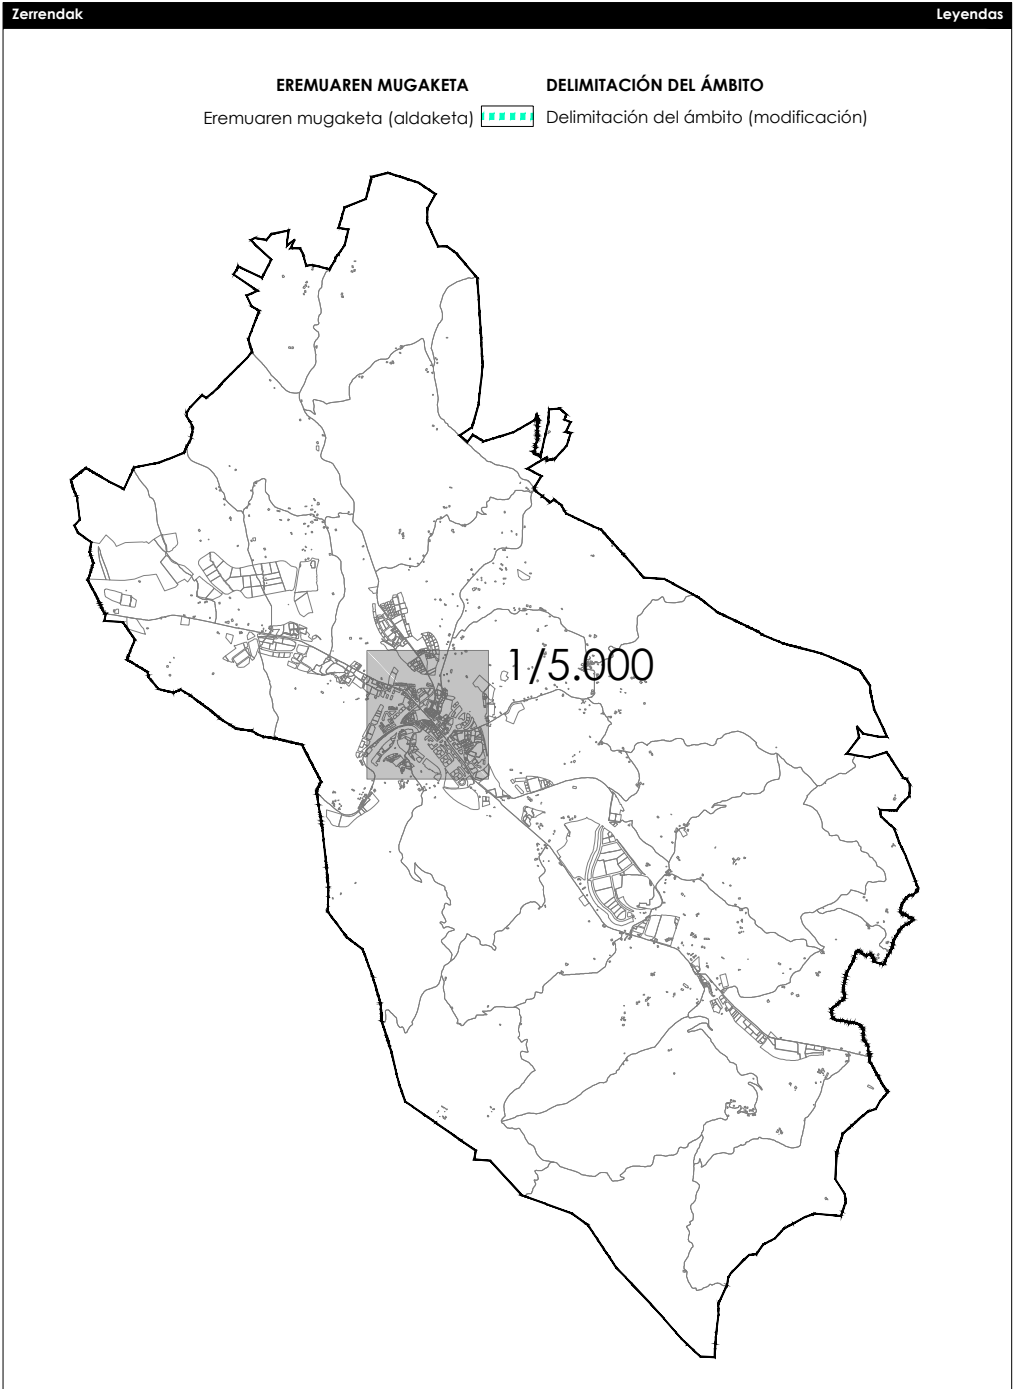 Zerrendak Leyendas
EREMUAREN MUGAKETA DELIMITACIÓN DEL ÁMBITO
Eremuaren mugaketa (aldaketa) Delimitación del ámbito (modificación)
1/5.000